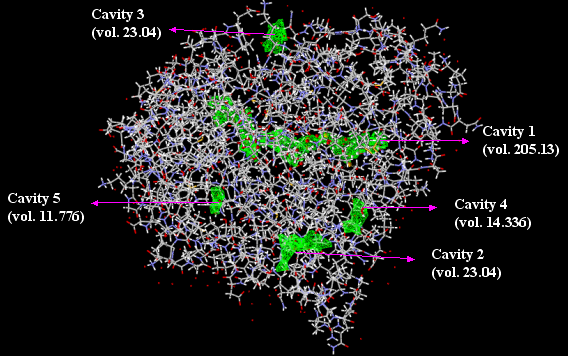 Cavity 3
(vol. 23.04)
Cavity 1
(vol. 205.13)
Cavity 5
(vol. 11.776)
Cavity 4
(vol. 14.336)
Cavity 2
(vol. 23.04)